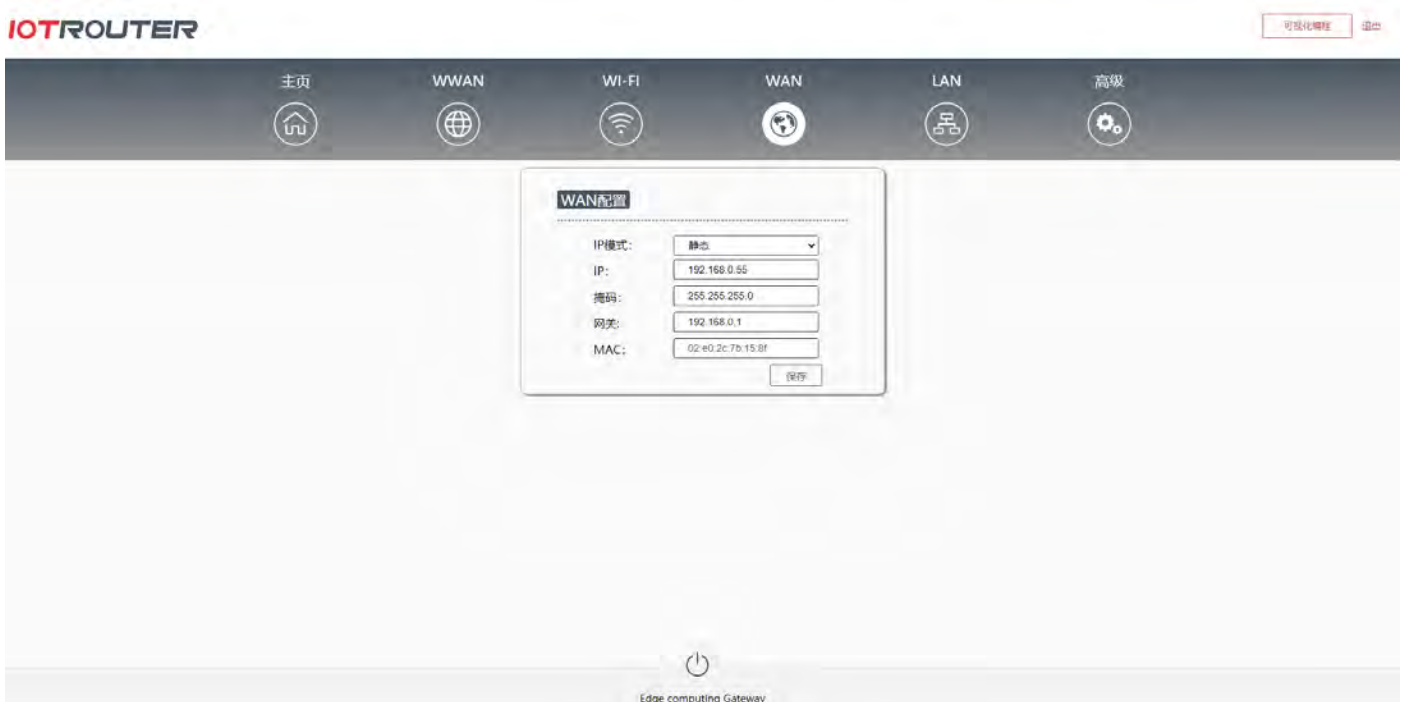 IOTROUTER
可视化编程 退出
主页 WWAN WI-FI WAN LAN 高级
WAN配置
IP模式： 静态
IP： 192.168.0.55
掩码： 255.255.255.0
网关： 192.168.0.1
MAC： 02:e0:2c:7b:15:8f
保存
Edge computing Gateway